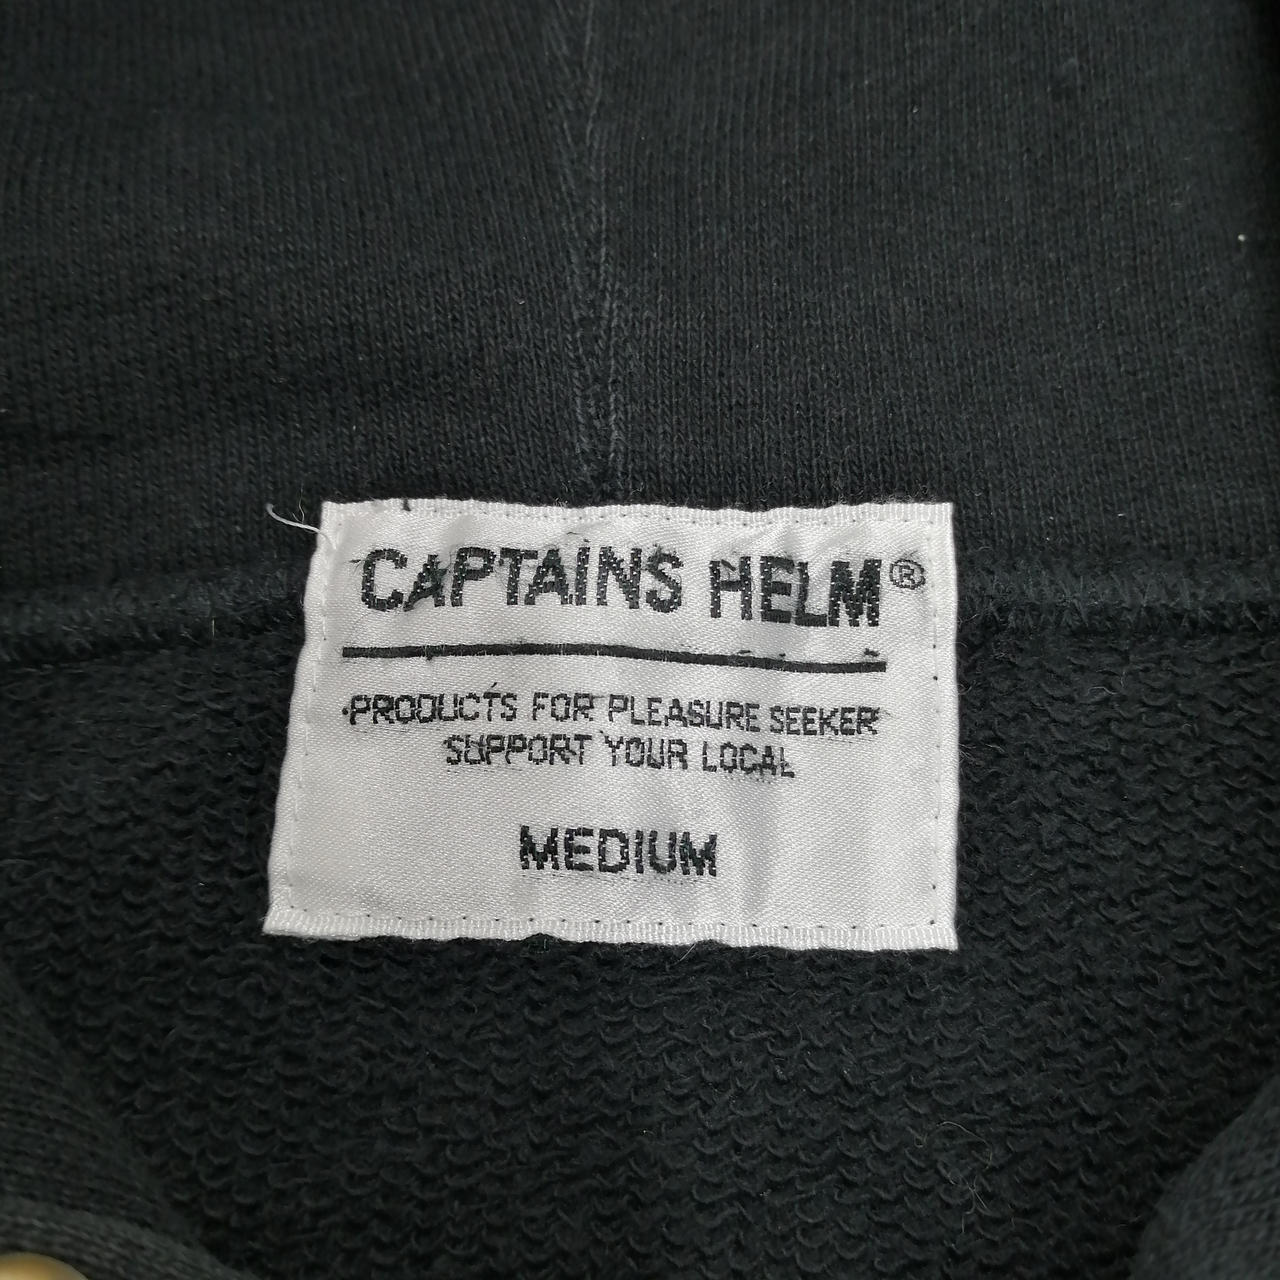 CAPTAINS HELM®
PRODUCTS FOR PLEASURE SEEKER
SUPPORT YOUR LOCAL
MEDIUM